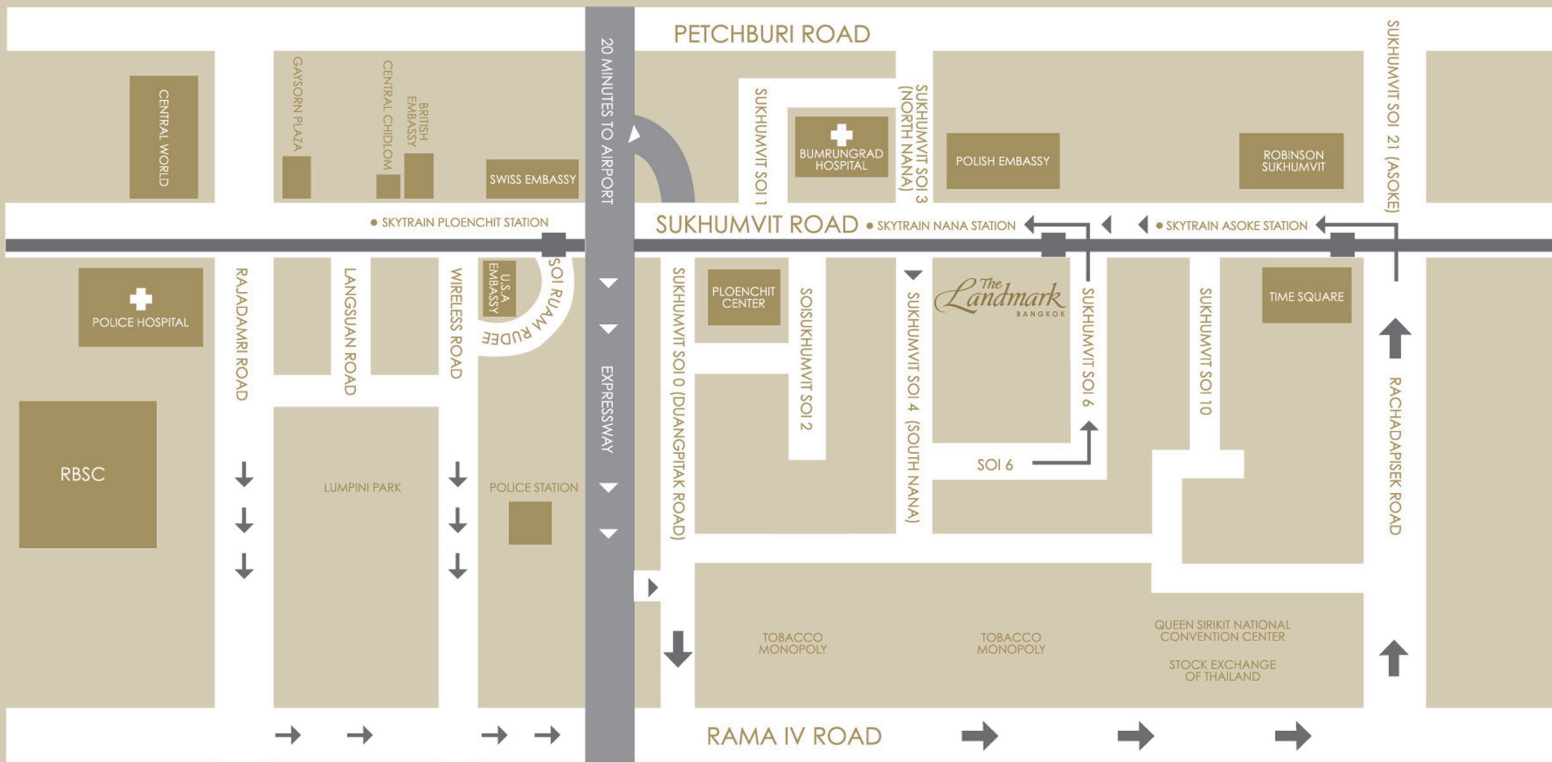 PETCHBURI ROAD
20 MINUTES TO AIRPORT
EXPRESSWAY
CENTRAL WORLD
GAYSORN PLAZA
CENTRAL CHIDLOM
BRITISH
EMBASSY
SWISS EMBASSY
SUKHUMVIT SOI 1
BUMRUNGRAD
HOSPITAL
SUKHUMVIT SOI 3
(NORTH NANA)
POLISH EMBASSY
ROBINSON
SUKHUMVIT
SUKHUMVIT SOI 21 (ASOKE)
SKYTRAIN PLOENCHIT STATION
SUKHUMVIT ROAD
SKYTRAIN NANA STATION
SKYTRAIN ASOKE STATION
POLICE HOSPITAL
RAJADAMRI ROAD
LANGSUAN ROAD
WIRELESS ROAD
U.S.A
EMBASSY
SOI RUAM RUDEE
SUKHUMVIT SOI 0 (DUANGPITAK ROAD)
PLOENCHIT
CENTER
SOISUKHUMVIT SOI 2
SUKHUMVIT SOI 4 (SOUTH NANA)
The
Landmark
BANGKOK
SUKHUMVIT SOI 6
SUKHUMVIT SOI 10
TIME SQUARE
RACHADAPISEK ROAD
RBSC
LUMPINI PARK
POLICE STATION
SOI 6
TOBACCO
MONOPOLY
TOBACCO
MONOPOLY
QUEEN SIRIKIT NATIONAL
CONVENTION CENTER
STOCK EXCHANGE
OF THAILAND
RAMA IV ROAD